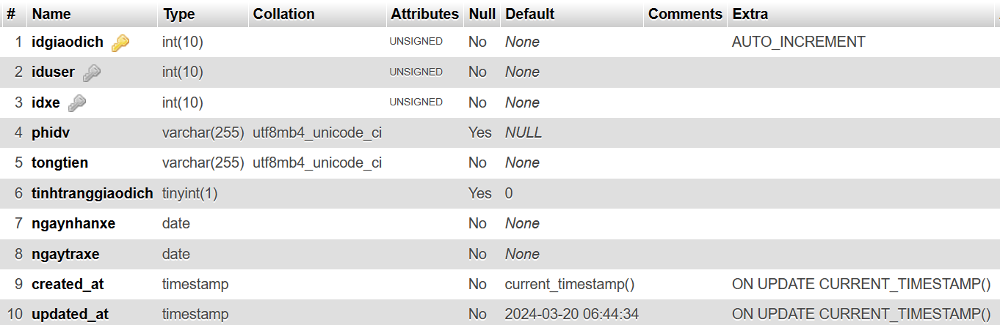 # Name Type Collation Attributes Null Default Comments Extra
1 idgiaodich int(10) UNSIGNED No None AUTO_INCREMENT
2 iduser int(10) UNSIGNED No None
3 idxe int(10) UNSIGNED No None
4 phidv varchar(255) utf8mb4_unicode_ci Yes NULL
5 tongtien varchar(255) utf8mb4_unicode_ci No None
6 tinhtranggiaodich tinyint(1) Yes 0
7 ngaynhanxe date No None
8 ngaytraxe date No None
9 created_at timestamp No current_timestamp() ON UPDATE CURRENT_TIMESTAMP()
10 updated_at timestamp No 2024-03-20 06:44:34 ON UPDATE CURRENT_TIMESTAMP()